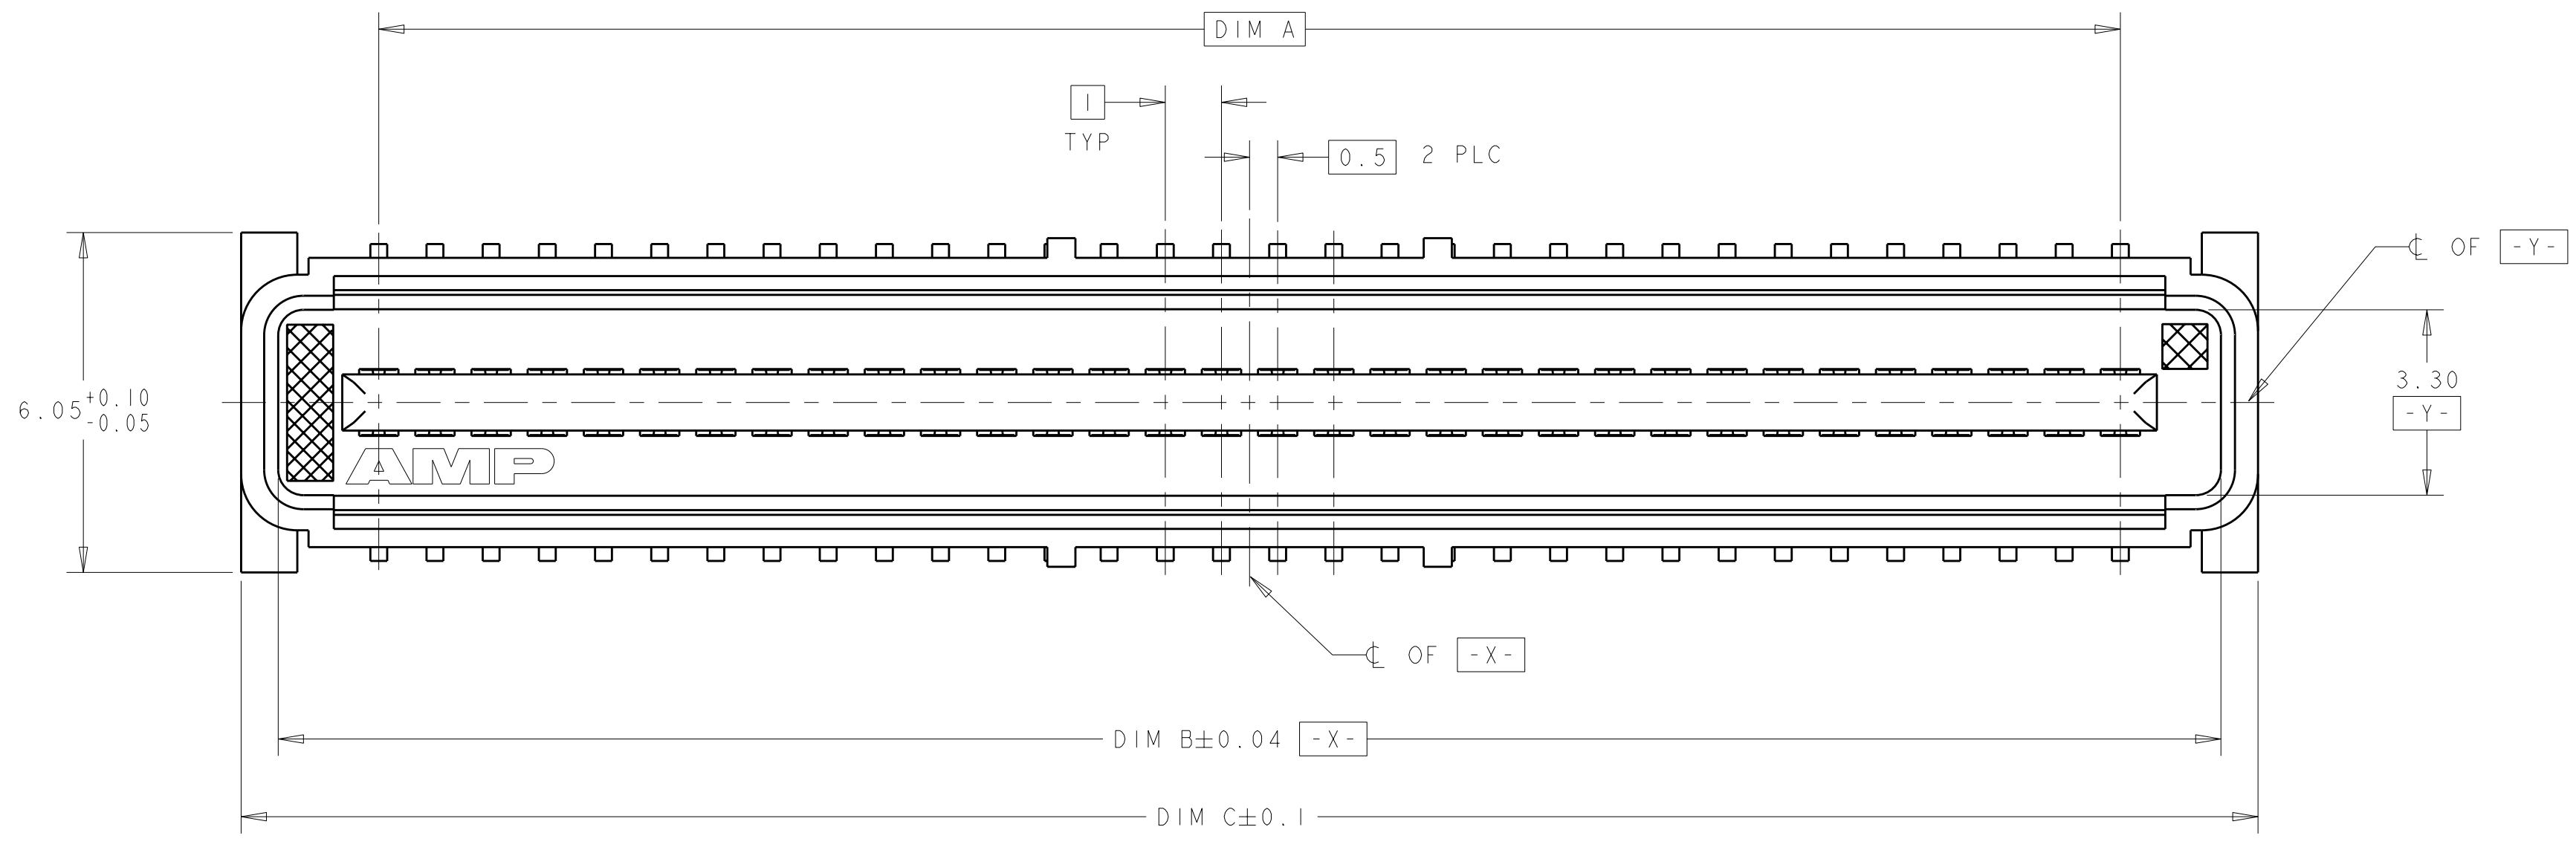 DIM A
1
TYP
0.5 2 PLC
℄ OF -Y-
6.05 +0.10
-0.05
3.30
-Y-
AMP
℄ OF -X-
DIM B±0.04 -X-
DIM C±0.1